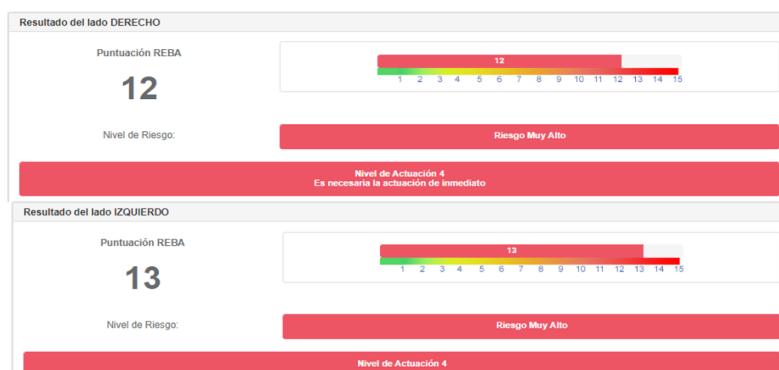 Resultado del lado DERECHO
Puntuación REBA
12
12
1 2 3 4 5 6 7 8 9 10 11 12 13 14 15
Nivel de Riesgo:
Riesgo Muy Alto
Nivel de Actuación 4
Es necesaria la actuación de inmediato
Resultado del lado IZQUIERDO
Puntuación REBA
13
13
1 2 3 4 5 6 7 8 9 10 11 12 13 14 15
Nivel de Riesgo:
Riesgo Muy Alto
Nivel de Actuación 4